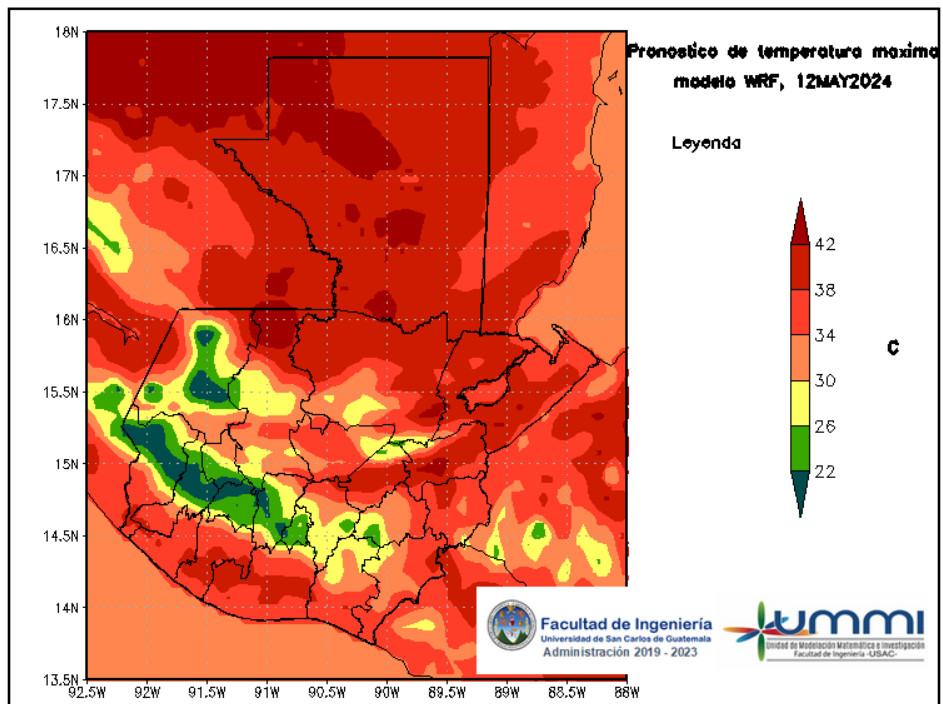 Pronostico de temperatura maxima
modelo WRF, 12MAY2024
Leyenda
18N
17.5N
17N
16.5N
16N
15.5N
15N
14.5N
14N
13.5N
92.5W 92W 91.5W 91W 90.5W 90W 89.5W 89W 88.5W 88W
42
38
34
30
26
22
C
Facultad de Ingeniería
Universidad de San Carlos de Guatemala
Administración 2019 - 2023
UMMI
Unidad de Modelación Matemática e Investigación
Facultad de Ingeniería -USAC-